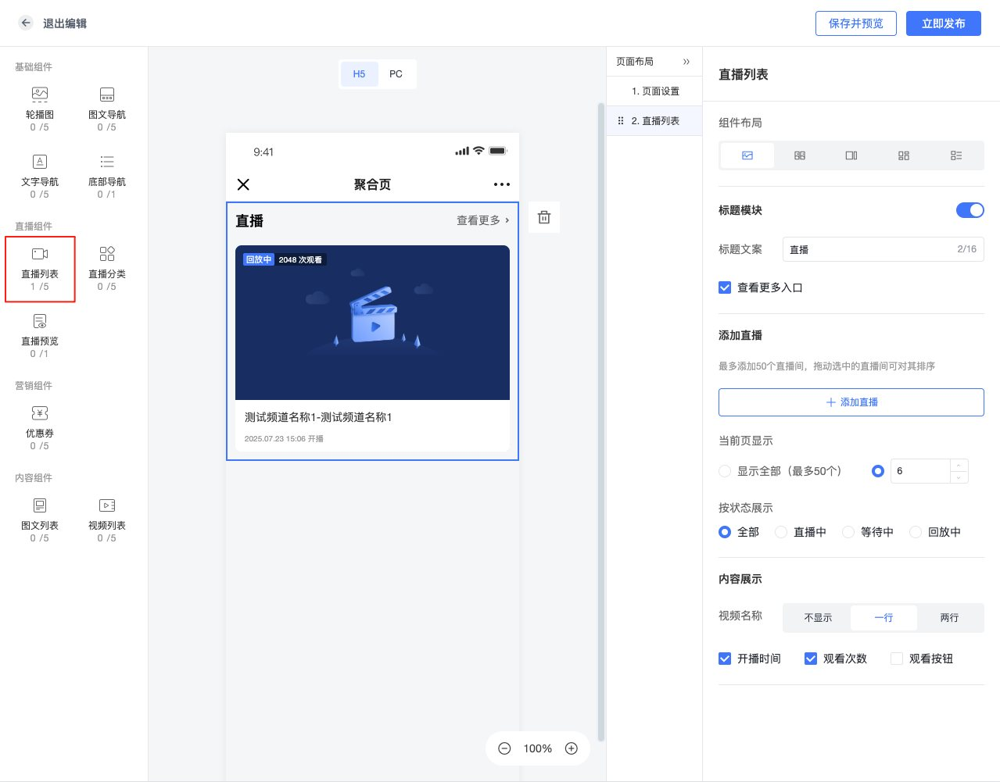 退出编辑
保存并预览
立即发布
基础组件
轮播图
0 /5
图文导航
0 /5
文字导航
0 /5
底部导航
0 /1
直播组件
直播列表
1 /5
直播分类
0 /5
直播预览
0 /1
营销组件
优惠券
0 /5
内容组件
图文列表
0 /5
视频列表
0 /5
H5
PC
9:41
聚合页
直播
查看更多
回放中 2048 次观看
测试频道名称1-测试频道名称1
2025.07.23 15:06 开播
100%
页面布局
1. 页面设置
2. 直播列表
直播列表
组件布局
标题模块
标题文案
直播
2/16
查看更多入口
添加直播
最多添加50个直播间，拖动选中的直播间可对其排序
添加直播
当前页显示
显示全部（最多50个）
6
按状态展示
全部
直播中
等待中
回放中
内容展示
视频名称
不显示
一行
两行
开播时间
观看次数
观看按钮